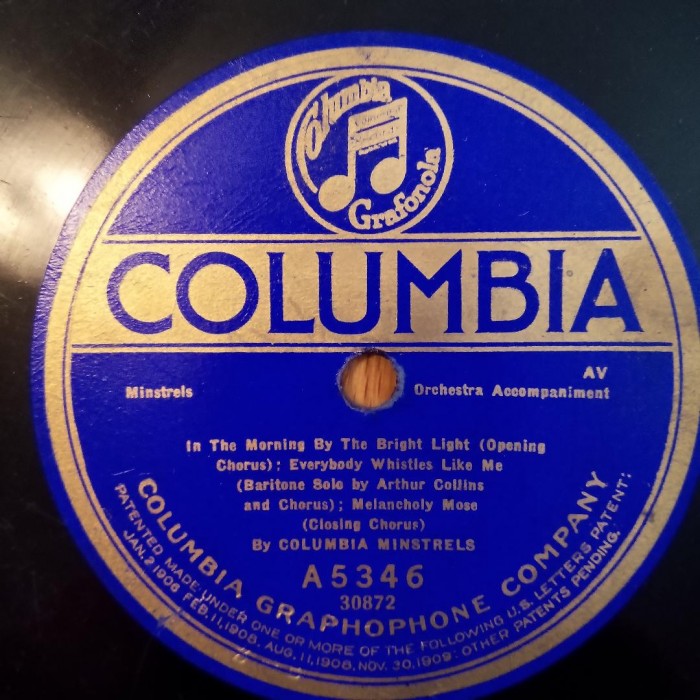 Columbia
Grafonola
COLUMBIA
AV
Minstrels
Orchestra Accompaniment
In The Morning By The Bright Light (Opening
Chorus); Everybody Whistles Like Me
(Baritone Solo by Arthur Collins
and Chorus); Melancholy Mose
(Closing Chorus)
By COLUMBIA MINSTRELS
A5346
30872
COLUMBIA GRAPHOPHONE COMPANY
PATENTED MADE UNDER ONE OR MORE OF THE FOLLOWING U.S. LETTERS PATENT:
JAN. 2 1906 FEB. 11, 1908, AUG. 11, 1908, NOV. 30, 1909: OTHER PATENTS PENDING.